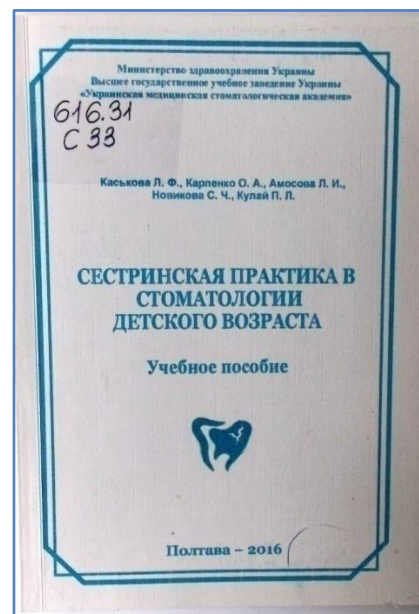 Министерство здравоохранения Украины
Высшее государственное учебное заведение Украины
«Украинская медицинская стоматологическая академия»
616.31
С 33
Каськова Л. Ф., Карпенко О. А., Амосова Л. И.,
Новикова С. Ч., Кулай П. Л.
СЕСТРИНСКАЯ ПРАКТИКА В
СТОМАТОЛОГИИ
ДЕТСКОГО ВОЗРАСТА
Учебное пособие
Полтава – 2016